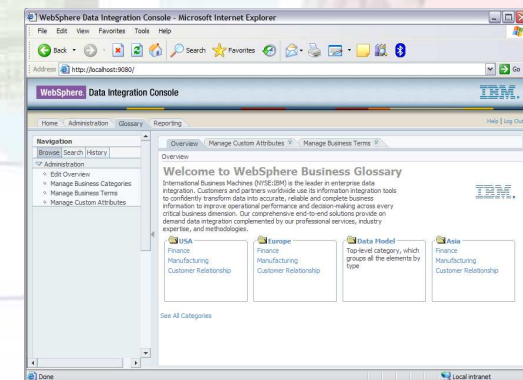 WebSphere Data Integration Console - Microsoft Internet Explorer
File Edit View Favorites Tools Help
Back Search Favorites
Address http://localhost:9080/ Go
WebSphere. Data Integration Console IBM.
Home Administration Glossary Reporting Help | Log Out
Navigation
Browse Search History
Administration
Edit Overview
Manage Business Categories
Manage Business Terms
Manage Custom Attributes
Overview Manage Custom Attributes Manage Business Terms
Overview
Welcome to WebSphere Business Glossary
International Business Machines (NYSE:IBM) is the leader in enterprise data
integration. Customers and partners worldwide use its information integration tools
to confidently transform data into accurate, reliable and complete business
information to improve operational performance and decision-making across every
critical business dimension. Our comprehensive end-to-end solutions provide on
demand data integration complemented by our professional services, industry
expertise, and methodologies.
IBM.
USA
Finance
Manufacturing
Customer Relationship
Europe
Finance
Manufacturing
Customer Relationship
Data Model
Top-level category, which
groups all the elements by
type
Asia
Finance
Manufacturing
Customer Relationship
See All Categories
Done Local intranet